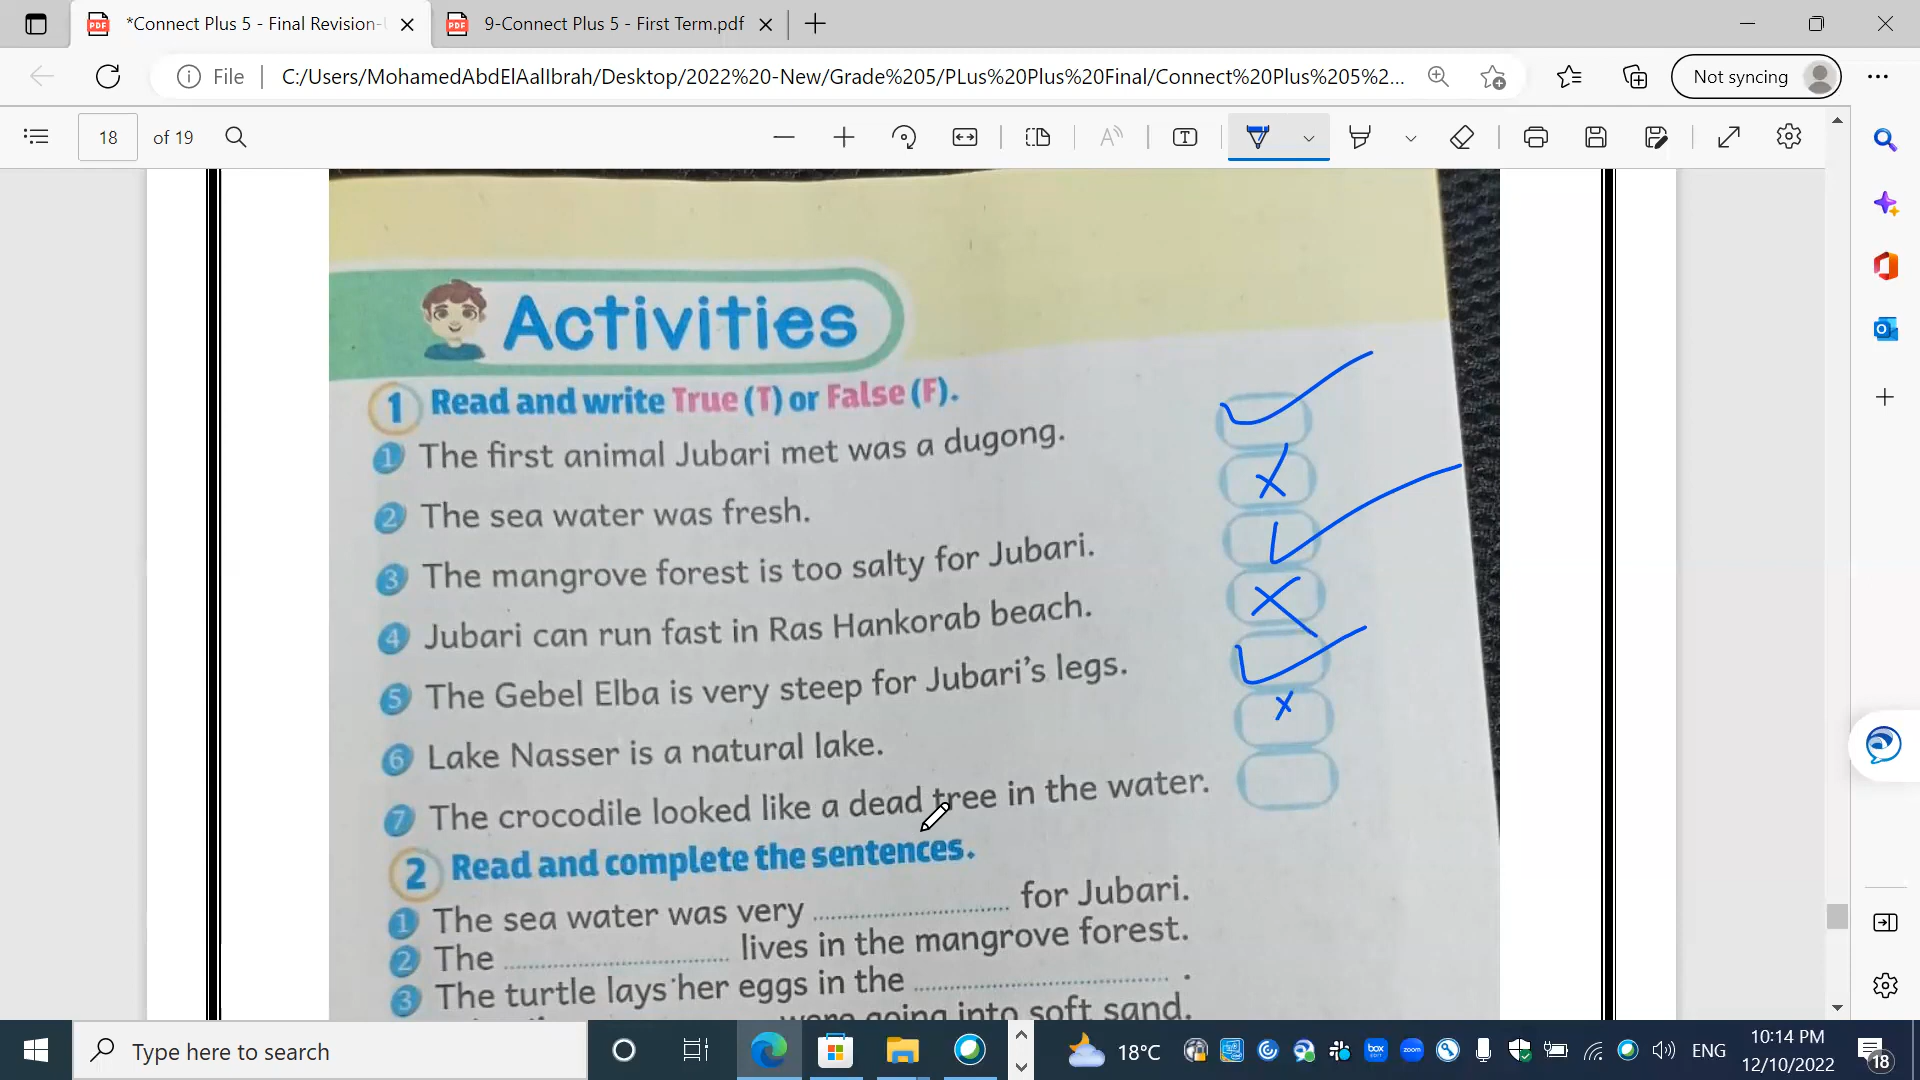 *Connect Plus 5 - Final Revision-U
9-Connect Plus 5 - First Term.pdf
File
C:/Users/MohamedAbdElAalIbrah/Desktop/2022%20-New/Grade%205/PLus%20Plus%20Final/Connect%20Plus%205%2...
Not syncing
18 of 19
Activities
1 Read and write True (T) or False (F).
1 The first animal Jubari met was a dugong.
2 The sea water was fresh.
3 The mangrove forest is too salty for Jubari.
4 Jubari can run fast in Ras Hankorab beach.
5 The Gebel Elba is very steep for Jubari's legs.
6 Lake Nasser is a natural lake.
7 The crocodile looked like a dead tree in the water.
2 Read and complete the sentences.
1 The sea water was very ........................ for Jubari.
2 The ........................ lives in the mangrove forest.
3 The turtle lays her eggs in the ........................ .
were going into soft sand.
Type here to search
18°C
ENG
10:14 PM
12/10/2022
18